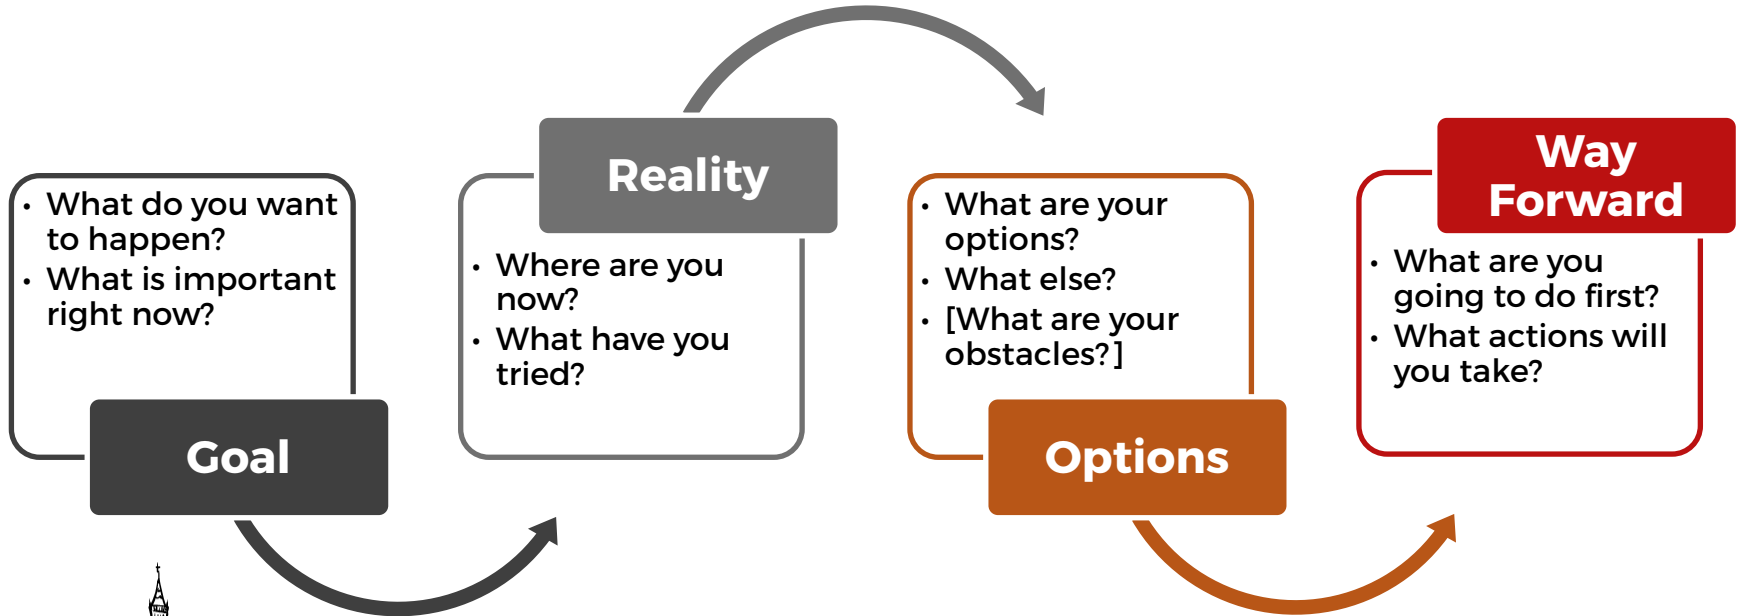 • What do you want
to happen?
• What is important
right now?
Goal
Reality
• Where are you
now?
• What have you
tried?
• What are your
options?
• What else?
• [What are your
obstacles?]
Options
Way
Forward
• What are you
going to do first?
• What actions will
you take?